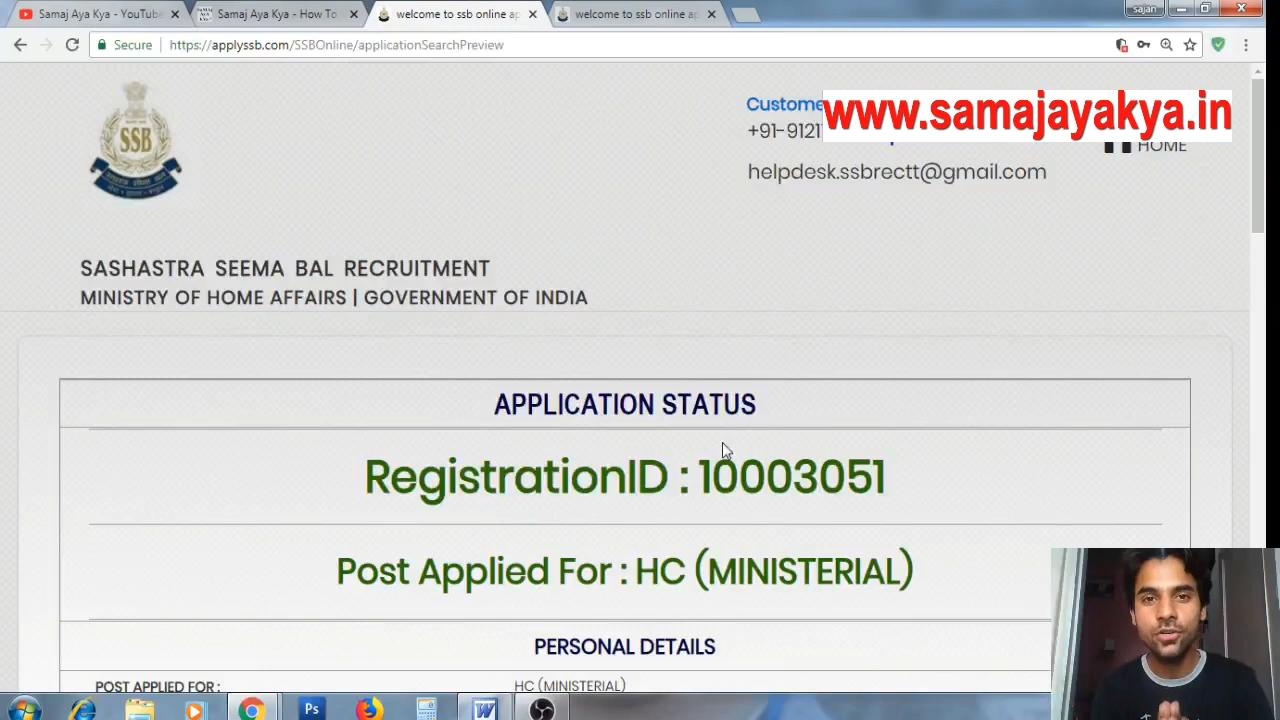 Samaj Aya Kya - YouTube
Samaj Aya Kya - How To
welcome to ssb online ap
welcome to ssb online ap
sajan
Secure
https://applyssb.com/SSBOnline/applicationSearchPreview
SSB
Custome
www.samajayakya.in
+91-9121
HOME
helpdesk.ssbrectt@gmail.com
SASHASTRA SEEMA BAL RECRUITMENT
MINISTRY OF HOME AFFAIRS | GOVERNMENT OF INDIA
APPLICATION STATUS
RegistrationID : 10003051
Post Applied For : HC (MINISTERIAL)
PERSONAL DETAILS
POST APPLIED FOR : HC (MINISTERIAL)
Ps
W